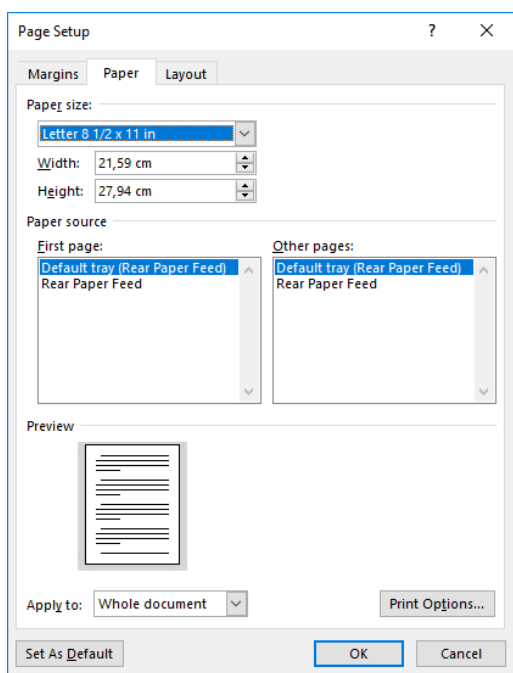 Page Setup ?
Margins Paper Layout
Paper size:
Letter 8 1/2 x 11 in
Width: 21,59 cm
Height: 27,94 cm
Paper source
First page: Other pages:
Default tray (Rear Paper Feed) Default tray (Rear Paper Feed)
Rear Paper Feed Rear Paper Feed
Preview
Apply to: Whole document Print Options...
Set As Default OK Cancel